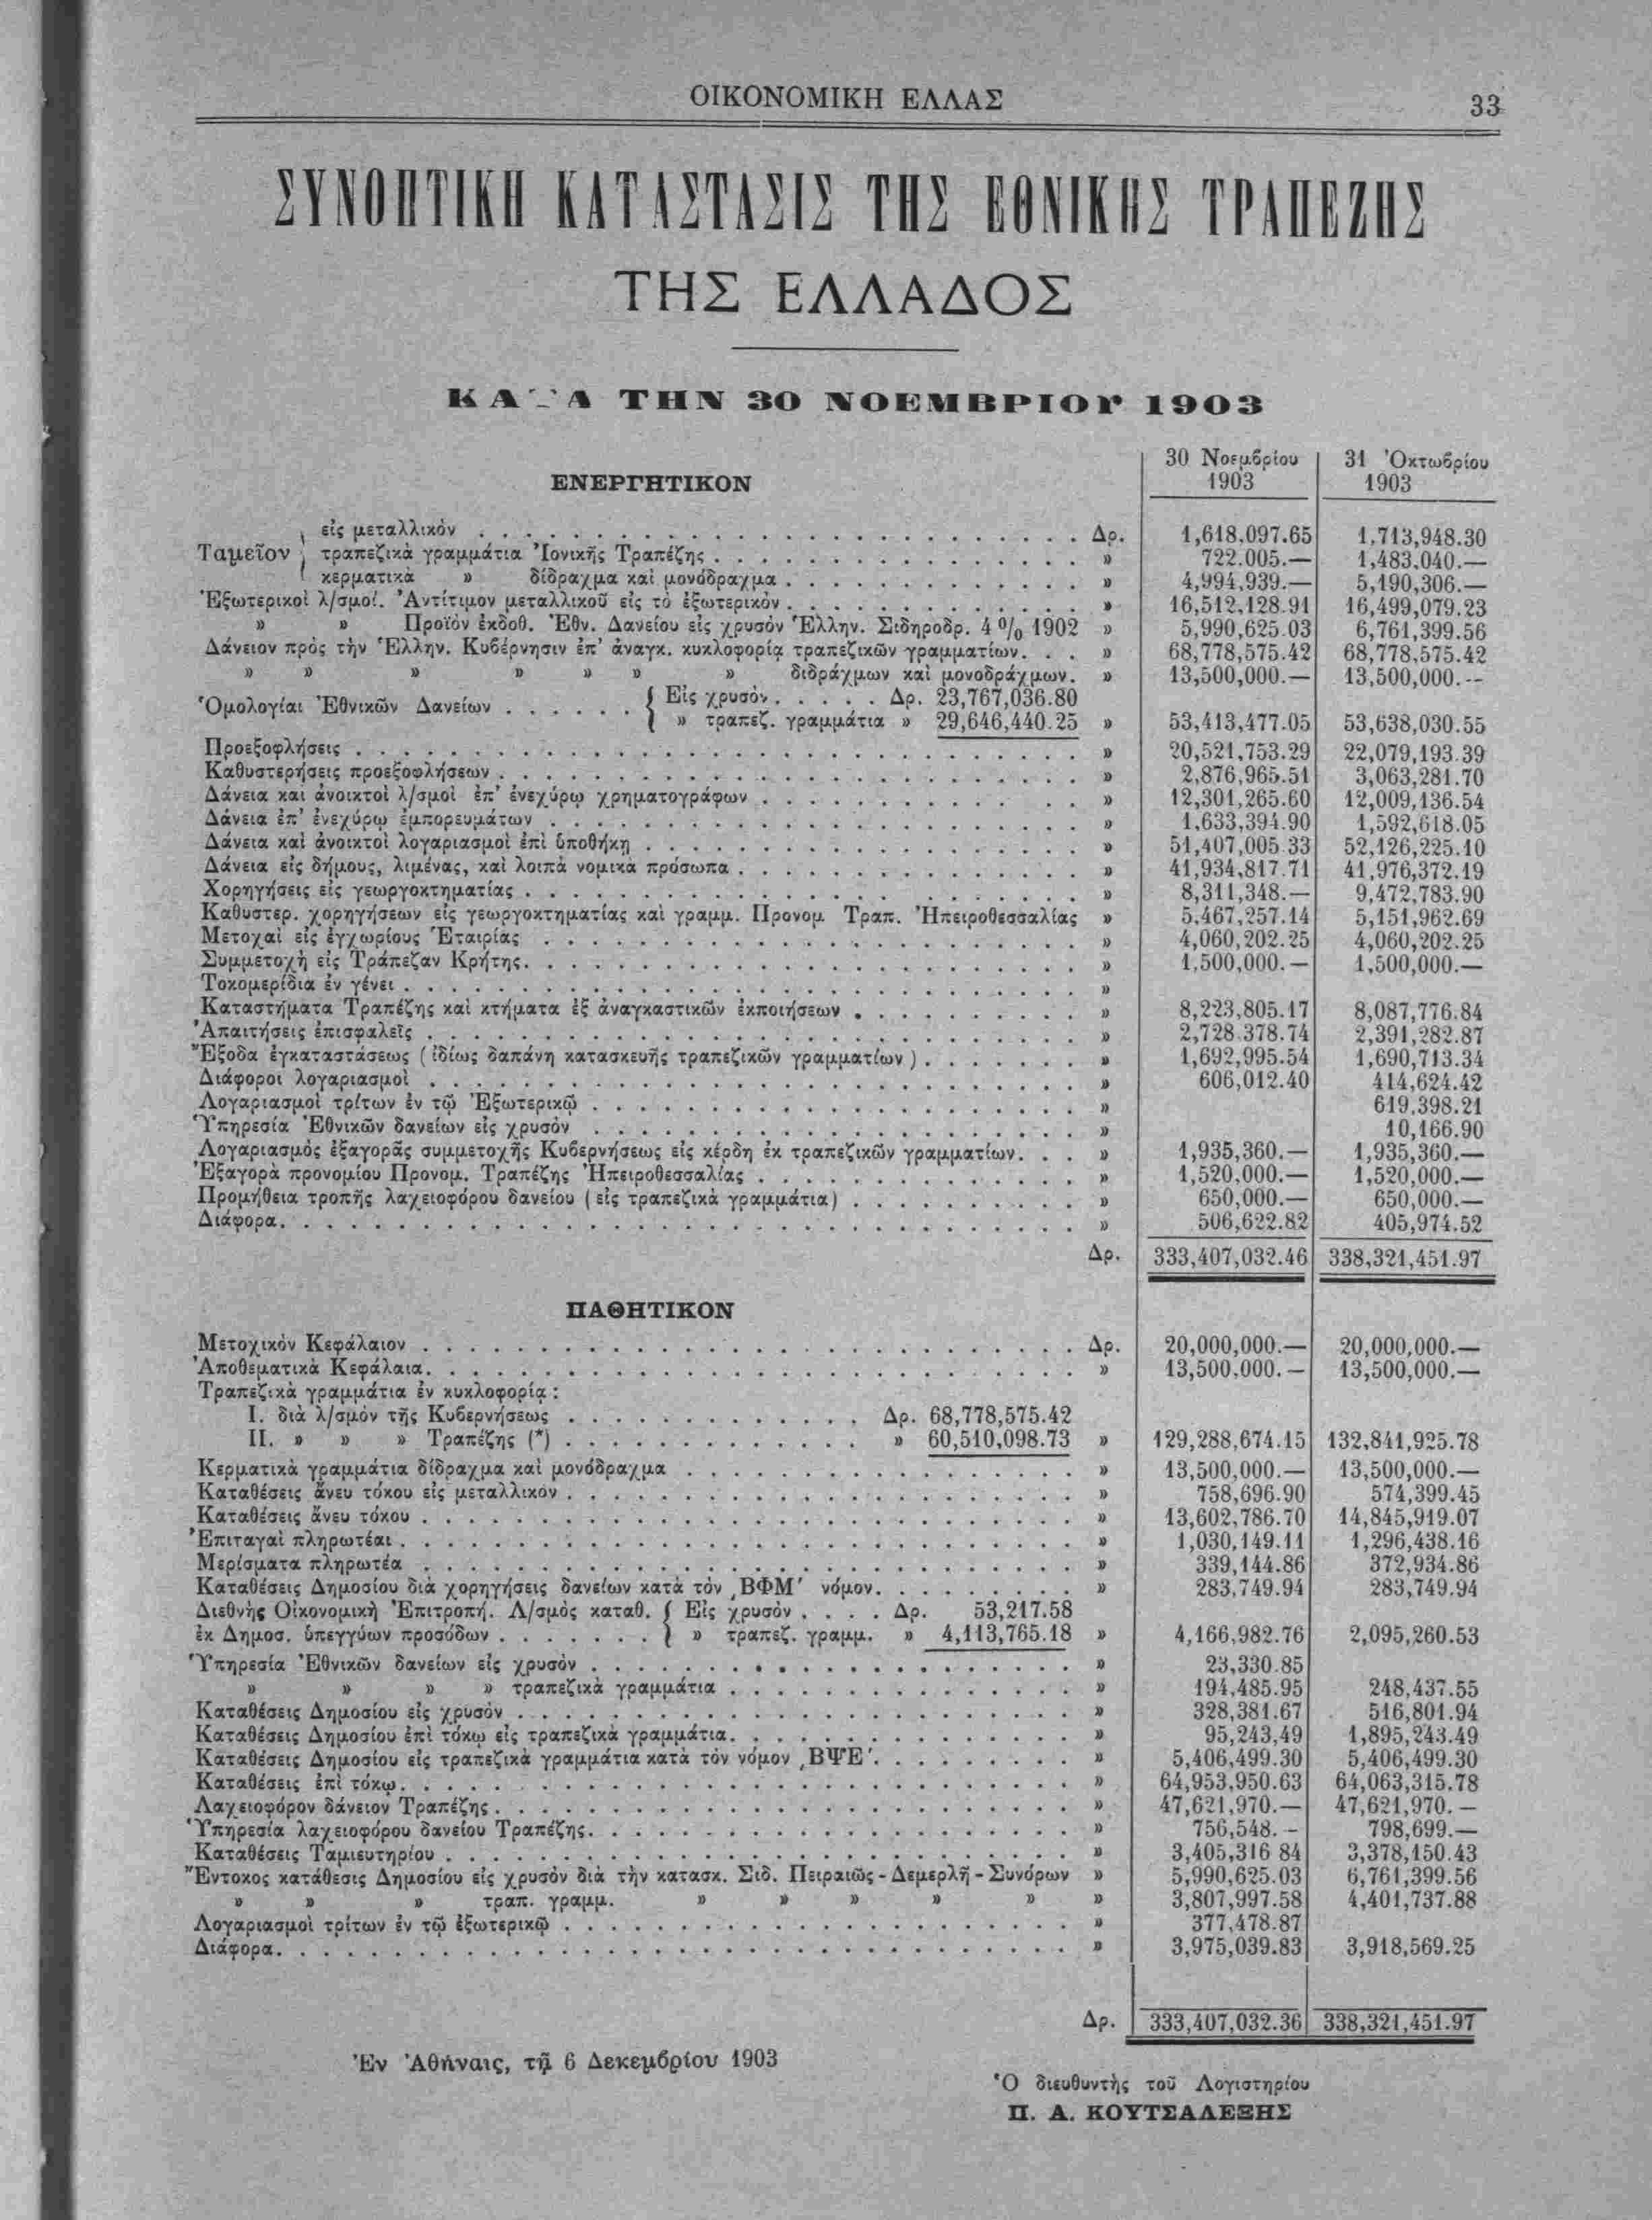 ΟΙΚΟΝΟΜΙΚΗ ΕΛΛΑΣ 33
ΣΥΝΟΠΤΙΚΗ ΚΑΤΑΣΤΑΣΙΣ ΤΗΣ ΕΘΝΙΚΗΣ ΤΡΑΠΕΖΗΣ
ΤΗΣ ΕΛΛΑΔΟΣ
ΚΑΤΑ ΤΗΝ 30 ΝΟΕΜΒΡΙΟΥ 1903
ΕΝΕΡΓΗΤΙΚΟΝ 30 Νοεμβρίου 1903 31 Ὀκτωβρίου 1903
εἰς μεταλλικόν Δρ. 1,618,097.65 1,713,948.30
Ταμεῖον τραπεζικὰ γραμμάτια Ἰονικῆς Τραπέζης » 722.005.— 1,483,040.—
κερματικὰ » δίδραχμα καὶ μονόδραχμα » 4,994,939.— 5,190,306.—
Ἐξωτερικοὶ λ/σμοί. Ἀντίτιμον μεταλλικοῦ εἰς τὸ ἐξωτερικόν » 16,512,128.91 16,499,079.23
» » Προϊόν ἐκδοθ. Ἐθν. Δανείου εἰς χρυσόν Ἑλλην. Σιδηροδρ. 4 % 1902 » 5,990,625.03 6,761,399.56
Δάνειον πρὸς τὴν Ἑλλην. Κυβέρνησιν ἐπ' ἀναγκ. κυκλοφορίᾳ τραπεζικῶν γραμματίων. » 68,778,575.42 68,778,575.42
» » » » » » διδράχμων καὶ μονοδράχμων. » 13,500,000.— 13,500,000.--
Ὁμολογίαι Ἐθνικῶν Δανείων { Εἰς χρυσόν. Δρ. 23,767,036.80
» τραπεζ. γραμμάτια » 29,646,440.25 » 53,413,477.05 53,638,030.55
Προεξοφλήσεις » 20,521,753.29 22,079,193.39
Καθυστερήσεις προεξοφλήσεων » 2,876,965.51 3,063,281.70
Δάνεια καὶ ἀνοικτοὶ λ/σμοὶ ἐπ' ἐνεχύρῳ χρηματογράφων » 12,301,265.60 12,009,136.54
Δάνεια ἐπ' ἐνεχύρῳ ἐμπορευμάτων » 1,633,394.90 1,592,618.05
Δάνεια καὶ ἀνοικτοὶ λογαριασμοὶ ἐπὶ ὑποθήκῃ » 51,407,005.33 52,126,225.10
Δάνεια εἰς δήμους, λιμένας, καὶ λοιπὰ νομικὰ πρόσωπα » 41,934,817.71 41,976,372.19
Χορηγήσεις εἰς γεωργοκτηματίας » 8,311,348.— 9,472,783.90
Καθυστερ. χορηγήσεων εἰς γεωργοκτηματίας καὶ γραμμ. Προνομ Τραπ. Ἠπειροθεσσαλίας » 5.467,257.14 5,151,962.69
Μετοχαὶ εἰς ἐγχωρίους Ἑταιρίας » 4,060,202.25 4,060,202.25
Συμμετοχὴ εἰς Τράπεζαν Κρήτης. » 1,500,000.— 1,500,000.—
Τοκομερίδια ἐν γένει »
Καταστήματα Τραπέζης καὶ κτήματα ἐξ ἀναγκαστικῶν ἐκποιήσεων » 8,223,805.17 8,087,776.84
Ἀπαιτήσεις ἐπισφαλεῖς » 2,728.378.74 2,391,282.87
Ἔξοδα ἐγκαταστάσεως ( ἰδίως δαπάνη κατασκευῆς τραπεζικῶν γραμματίων ) » 1,692,995.54 1,690,713.34
Διάφοροι λογαριασμοὶ » 606,012.40 414,624.42
Λογαριασμοὶ τρίτων ἐν τῷ Ἐξωτερικῷ » 619,398.21
Ὑπηρεσία Ἐθνικῶν δανείων εἰς χρυσόν » 10,166.90
Λογαριασμὸς ἐξαγορᾶς συμμετοχῆς Κυβερνήσεως εἰς κέρδη ἐκ τραπεζικῶν γραμματίων. » 1,935,360.— 1,935,360.—
Ἐξαγορὰ προνομίου Προνομ. Τραπέζης Ἠπειροθεσσαλίας » 1,520,000.— 1,520,000.—
Προμήθεια τροπῆς λαχειοφόρου δανείου ( εἰς τραπεζικὰ γραμμάτια) » 650,000.— 650,000.—
Διάφορα. » 506,622.82 405,974.52
Δρ. 333,407,032.46 338,321,451.97
ΠΑΘΗΤΙΚΟΝ
Μετοχικόν Κεφάλαιον Δρ. 20,000,000.— 20,000,000.—
Ἀποθεματικὰ Κεφάλαια. » 13,500,000.— 13,500,000.—
Τραπεζικὰ γραμμάτια ἐν κυκλοφορίᾳ :
I. διὰ λ/σμόν τῆς Κυβερνήσεως Δρ. 68,778,575.42
II. » » » Τραπέζης (*) » 60,510,098.73 » 129,288,674.15 132,841,925.78
Κερματικὰ γραμμάτια δίδραχμα καὶ μονόδραχμα » 13,500,000.— 13,500,000.—
Καταθέσεις ἄνευ τόκου εἰς μεταλλικόν » 758,696.90 574,399.45
Καταθέσεις ἄνευ τόκου » 13,602,786.70 14,845,919.07
Ἐπιταγαὶ πληρωτέαι » 1,030,149.11 1,296,438.16
Μερίσματα πληρωτέα » 339,144.86 372,934.86
Καταθέσεις Δημοσίου διὰ χορηγήσεις δανείων κατὰ τόν ͵ΒΦΜ' νόμον. » 283,749.94 283,749.94
Διεθνὴς Οἰκονομικὴ Ἐπιτροπή. Λ/σμὸς καταθ. { Εἰς χρυσόν Δρ. 53,217.58
ἐκ Δημοσ. ὑπεγγύων προσόδων » τραπεζ. γραμμ. » 4,113,765.18 » 4,166,982.76 2,095,260.53
Ὑπηρεσία Ἐθνικῶν δανείων εἰς χρυσόν » 23,330.85
» » » » τραπεζικὰ γραμμάτια » 194,485.95 248,437.55
Καταθέσεις Δημοσίου εἰς χρυσόν » 328,381.67 516,801.94
Καταθέσεις Δημοσίου ἐπὶ τόκῳ εἰς τραπεζικὰ γραμμάτια. » 95,243,49 1,895,243.49
Καταθέσεις Δημοσίου εἰς τραπεζικὰ γραμμάτια κατὰ τόν νόμον ͵ΒΨΕ'. » 5,406,499.30 5,406,499.30
Καταθέσεις ἐπὶ τόκῳ. » 64,953,950.63 64,063,315.78
Λαχειοφόρον δάνειον Τραπέζης » 47,621,970.— 47,621,970.—
Ὑπηρεσία λαχειοφόρου δανείου Τραπέζης. » 756,548.- 798,699.—
Καταθέσεις Ταμιευτηρίου » 3,405,316 84 3,378,150.43
Ἔντοκος κατάθεσις Δημοσίου εἰς χρυσόν διὰ τὴν κατασκ. Σιδ. Πειραιῶς - Δεμερλῆ - Συνόρων » 5,990,625.03 6,761,399.56
» » » τραπ. γραμμ. » » » » » » 3,807,997.58 4,401,737.88
Λογαριασμοὶ τρίτων ἐν τῷ ἐξωτερικῷ » 377,478.87
Διάφορα. » 3,975,039.83 3,918,569.25
Δρ. 333,407,032.36 338,321,451.97
Ἐν Ἀθήναις, τῇ 6 Δεκεμβρίου 1903
Ὁ διευθυντὴς τοῦ Λογιστηρίου
Π. Α. ΚΟΥΤΣΑΛΕΞΗΣ